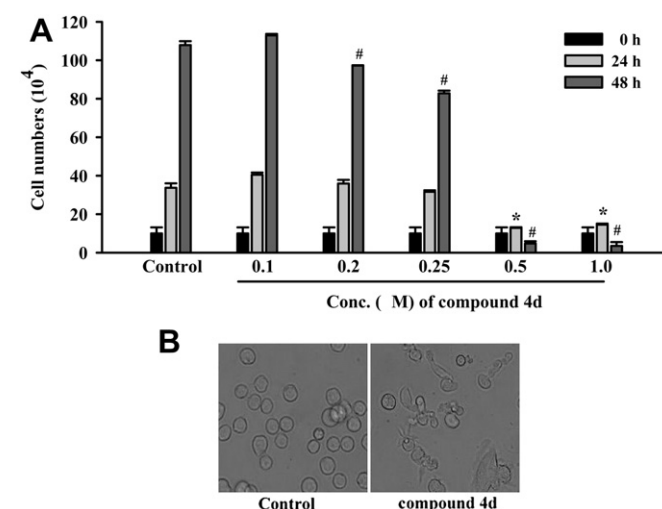 A
120
100
80
60
40
20
0
Cell numbers (10⁴)
0 h
24 h
48 h
#
#
*
#
*
#
Control 0.1 0.2 0.25 0.5 1.0
Conc. ( M) of compound 4d
B
Control compound 4d